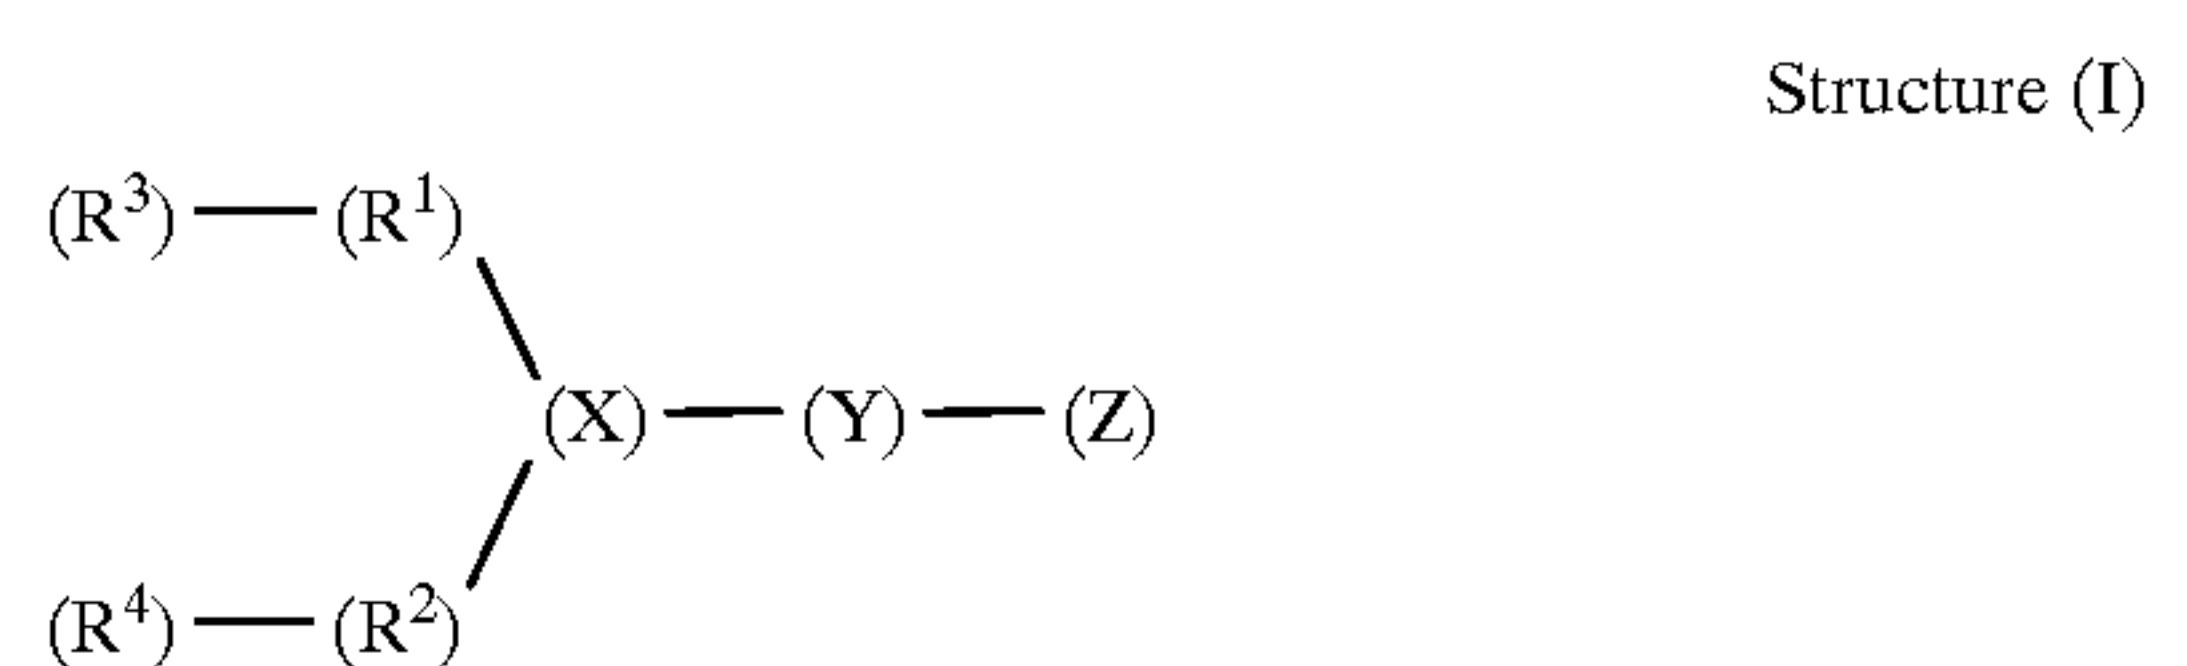 Structure (I)
(R³) — (R¹)
(X) — (Y) — (Z)
(R⁴) — (R²)